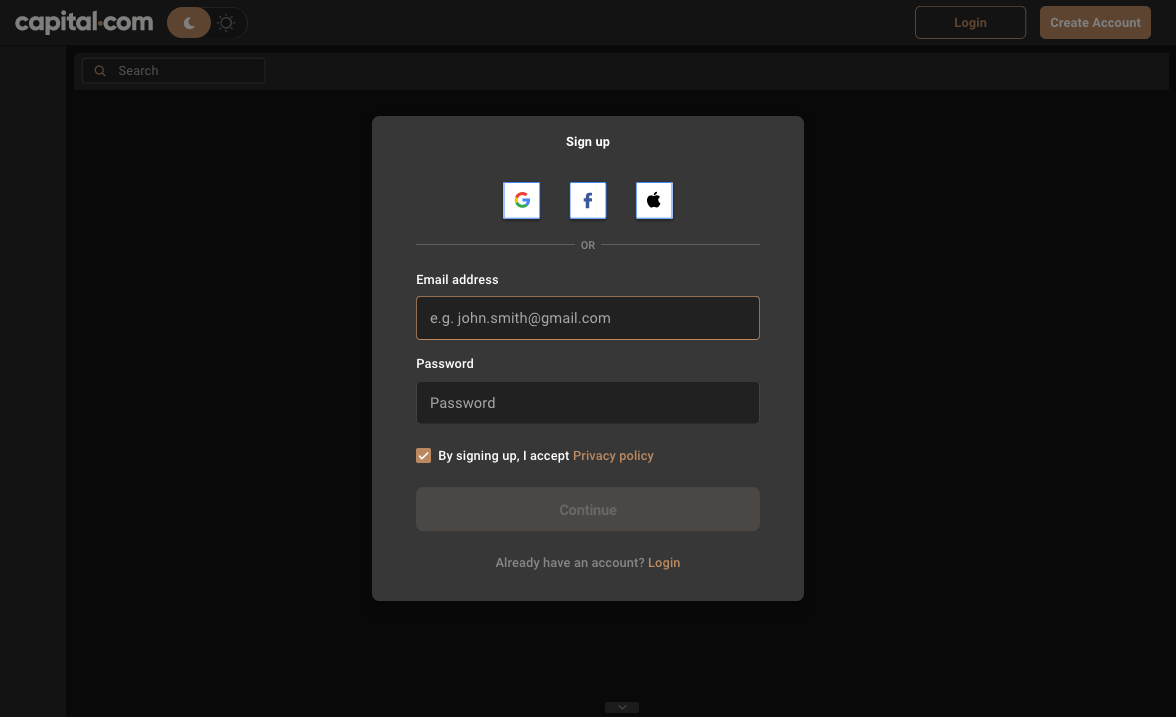 capital.com
Login
Create Account
Search
Sign up
OR
Email address
e.g. john.smith@gmail.com
Password
Password
By signing up, I accept Privacy policy
Continue
Already have an account? Login